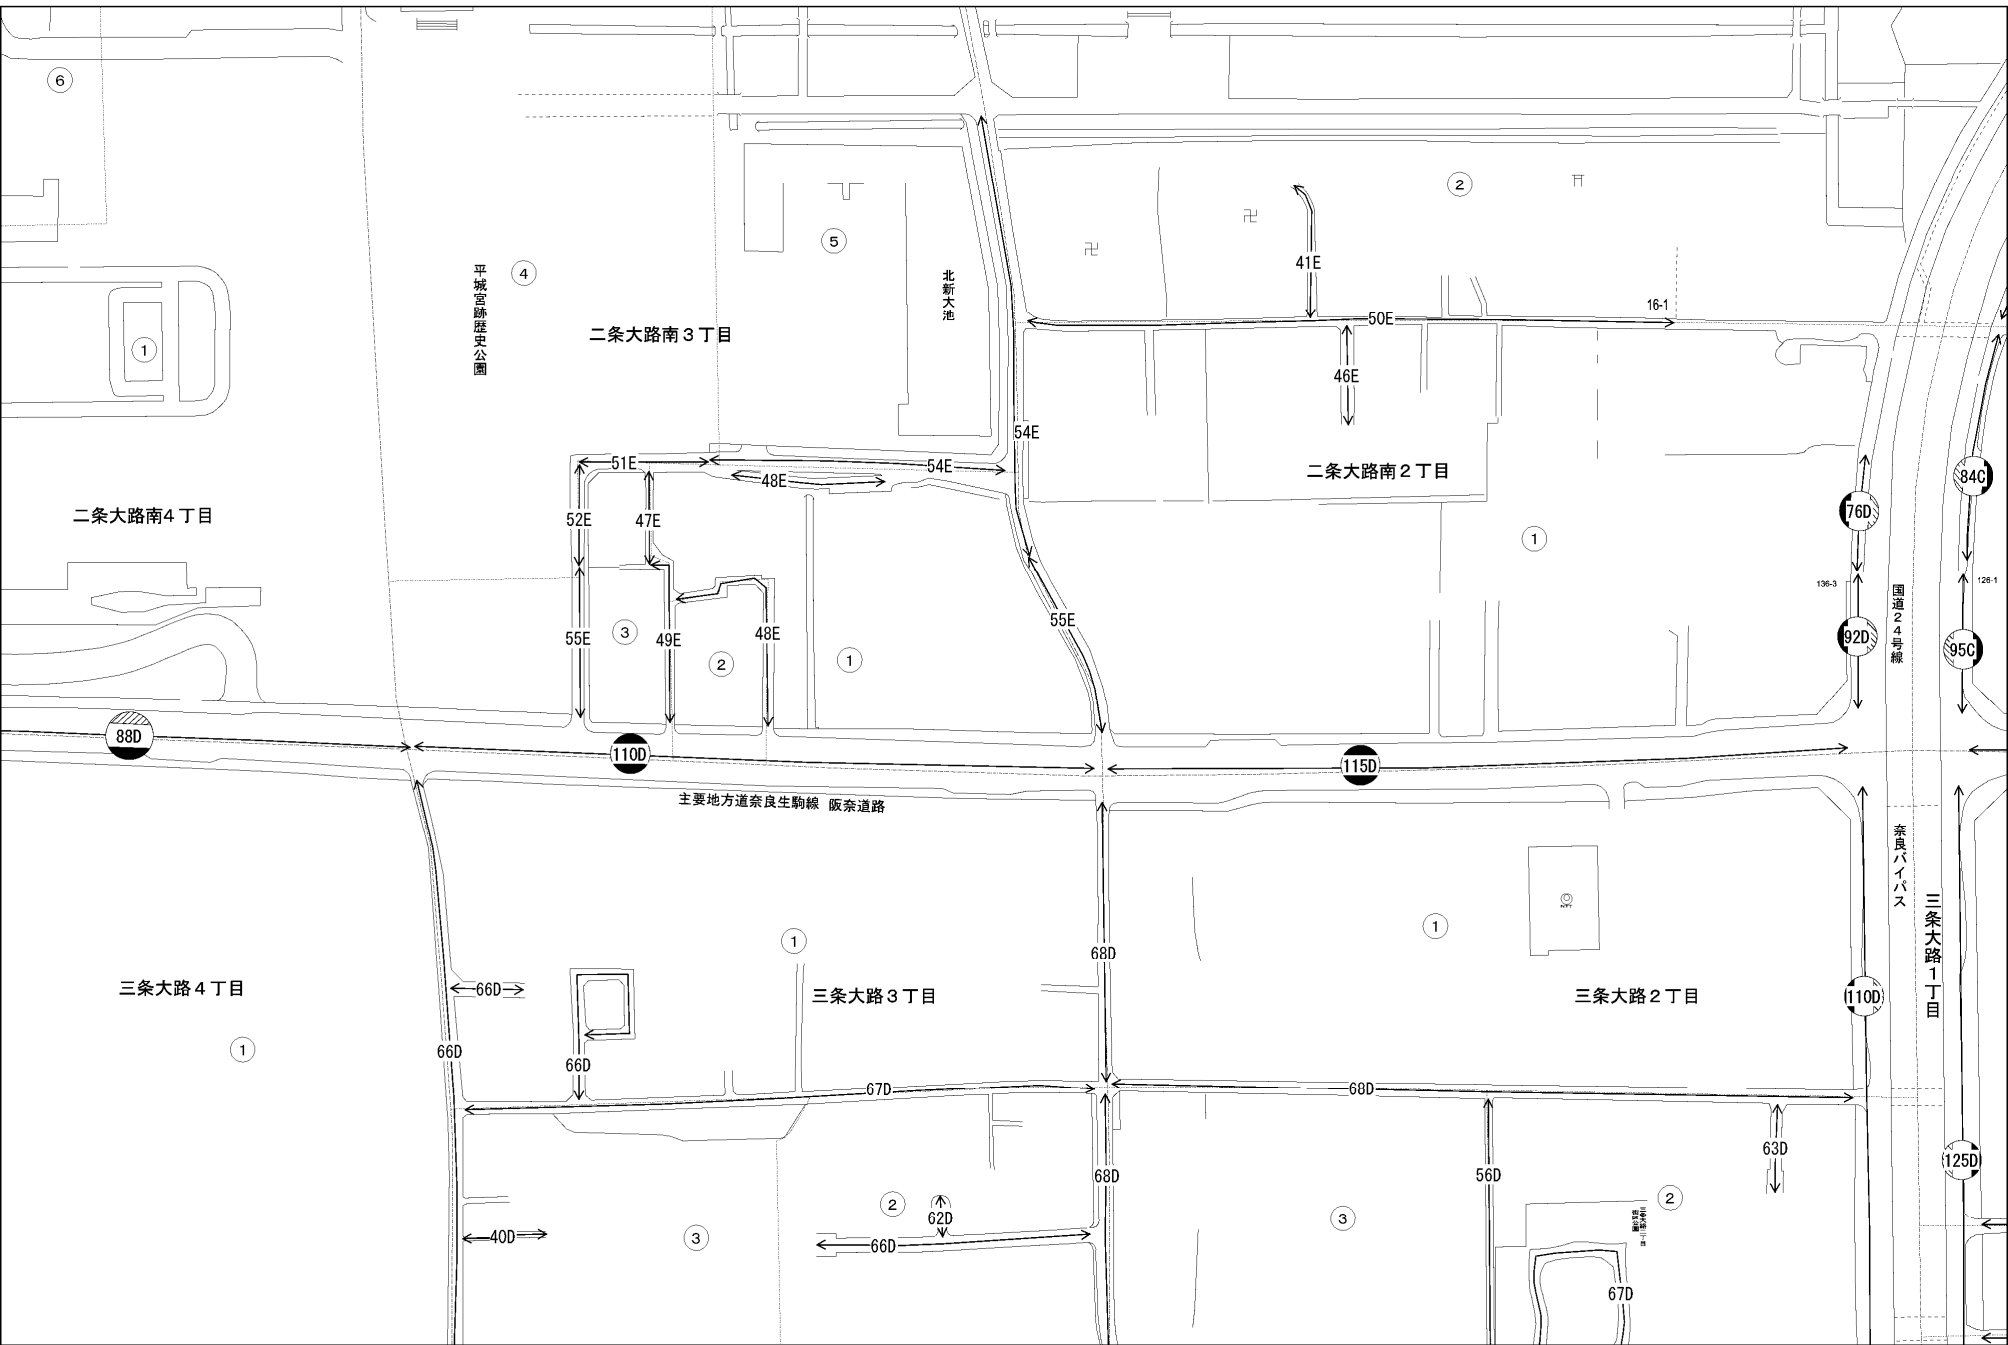 6
2
5
4
平城宮跡歴史公園
北新大池
41E
16-1
50E
二条大路南3丁目
1
46E
54E
51E
54E
48E
二条大路南2丁目
84C
76D
二条大路南4丁目
52E
47E
1
136-3
126-1
国道24号線
55E
3
49E
48E
2
1
55E
92D
95C
88D
110D
115D
主要地方道奈良生駒線 阪奈道路
奈良バイパス
三条大路1丁目
1
1
NTT
68D
三条大路4丁目
66D
三条大路3丁目
三条大路2丁目
110D
1
66D
66D
67D
68D
63D
68D
56D
125D
2
62D
3
2
40D
3
66D
67D